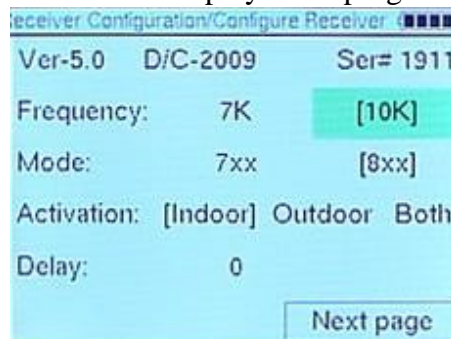 eceiver Configuration/Configure Receiver
Ver-5.0 D/C-2009 Ser# 1911
Frequency: 7K [10K]
Mode: 7xx [8xx]
Activation: [Indoor] Outdoor Both
Delay: 0
Next page